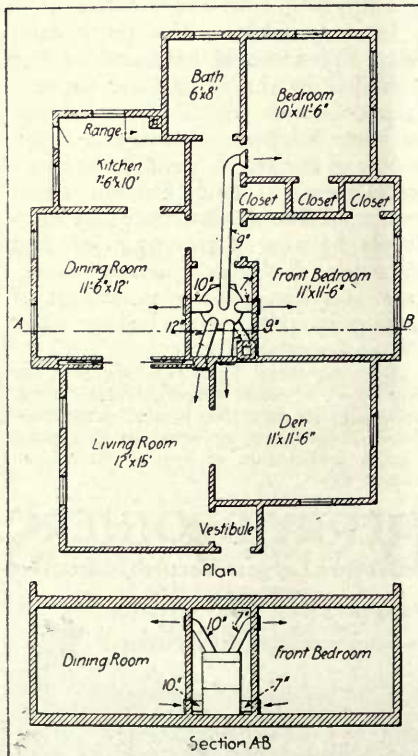 Bath
6'x8'
Bedroom
10'x11'-6"
Range
Kitchen
7'-6"x10'
Closet
Closet
Closet
9"
Dining Room
11'-6"x12'
10"
7"
Front Bedroom
11'x11'-6"
A
12"
9"
B
Living Room
12'x15'
Den
11'x11'-6"
Vestibule
Plan
Dining Room
10"
7"
Front Bedroom
10"
7"
Section A-B